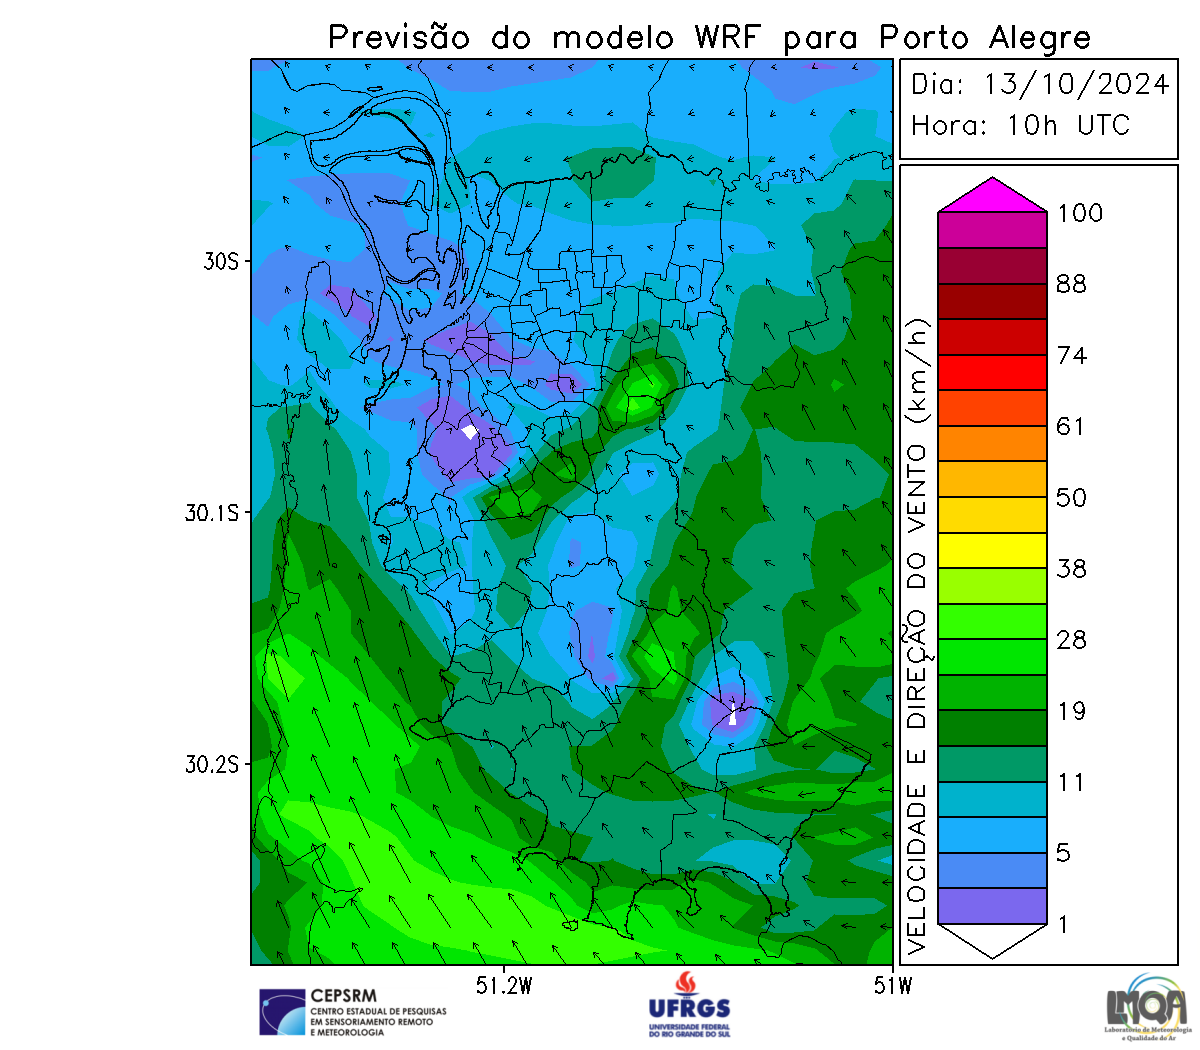 Previsão do modelo WRF para Porto Alegre
Dia: 13/10/2024
Hora: 10h UTC
30S
30.1S
30.2S
51.2W
51W
VELOCIDADE E DIREÇÃO DO VENTO (km/h)
100
88
74
61
50
38
28
19
11
5
1
CEPSRM
CENTRO ESTADUAL DE PESQUISAS
EM SENSORIAMENTO REMOTO
E METEOROLOGIA
UFRGS
UNIVERSIDADE FEDERAL
DO RIO GRANDE DO SUL
LMQA
Laboratório de Meteorologia
e Qualidade do Ar